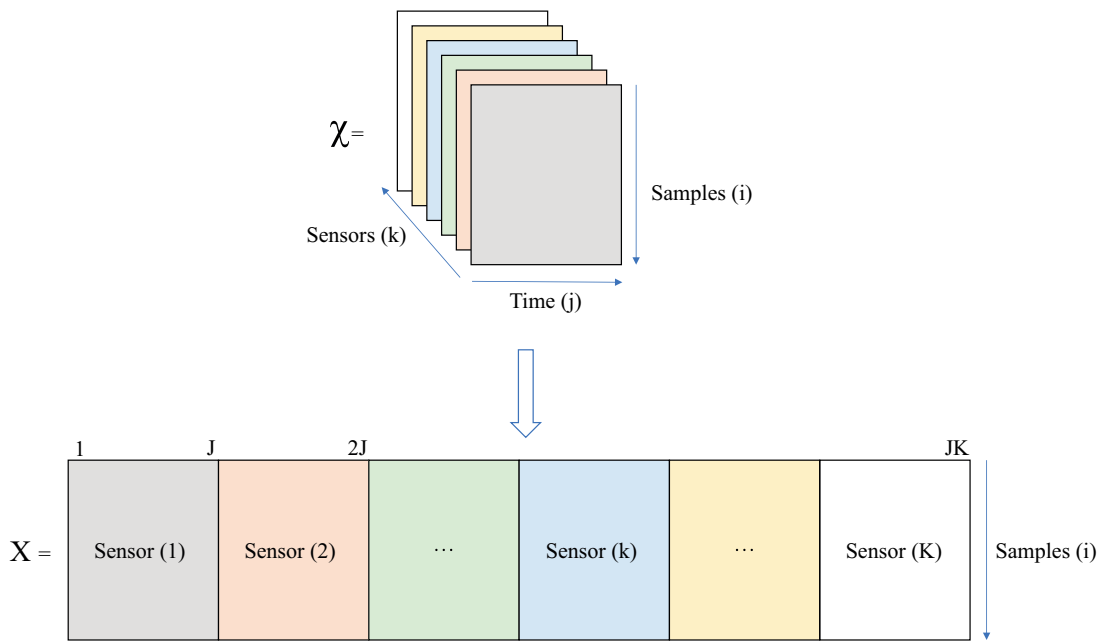 χ =
Samples (i)
Sensors (k)
Time (j)
1 J 2J JK
X = Sensor (1) Sensor (2) ... Sensor (k) ... Sensor (K) Samples (i)